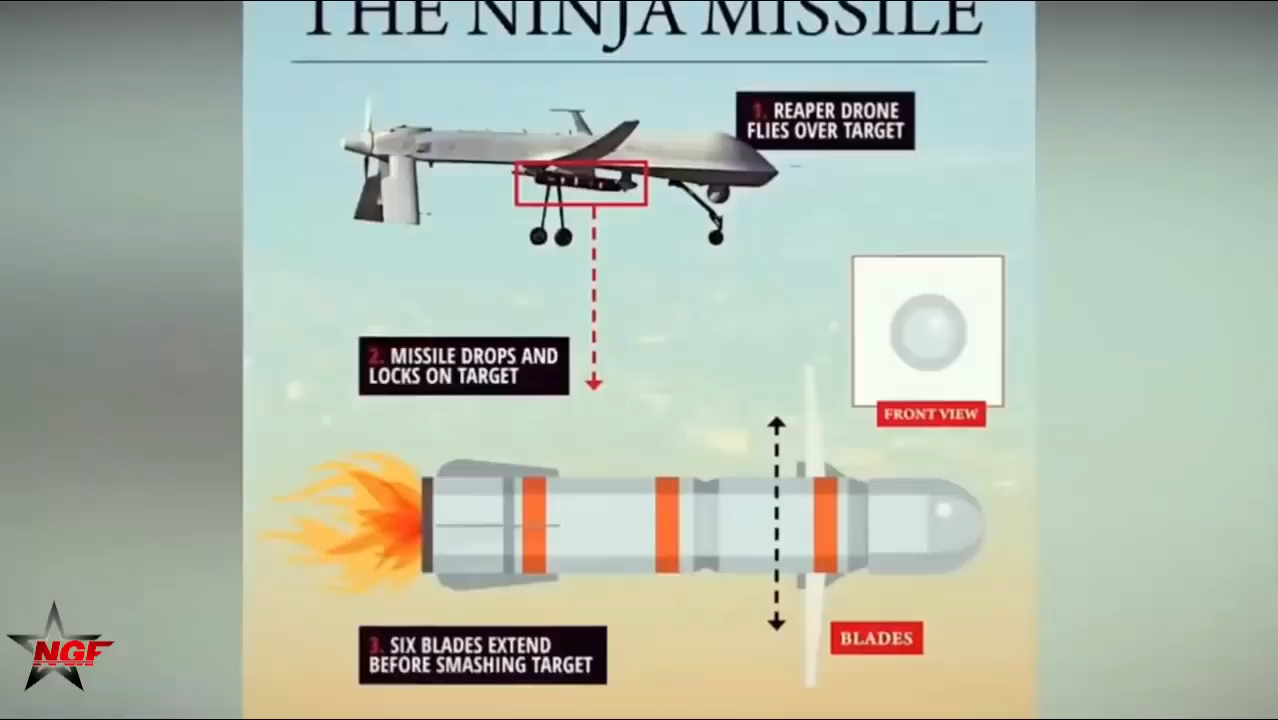 THE NINJA MISSILE
1. REAPER DRONE
FLIES OVER TARGET
2. MISSILE DROPS AND
LOCKS ON TARGET
FRONT VIEW
3. SIX BLADES EXTEND
BEFORE SMASHING TARGET
BLADES
NGF